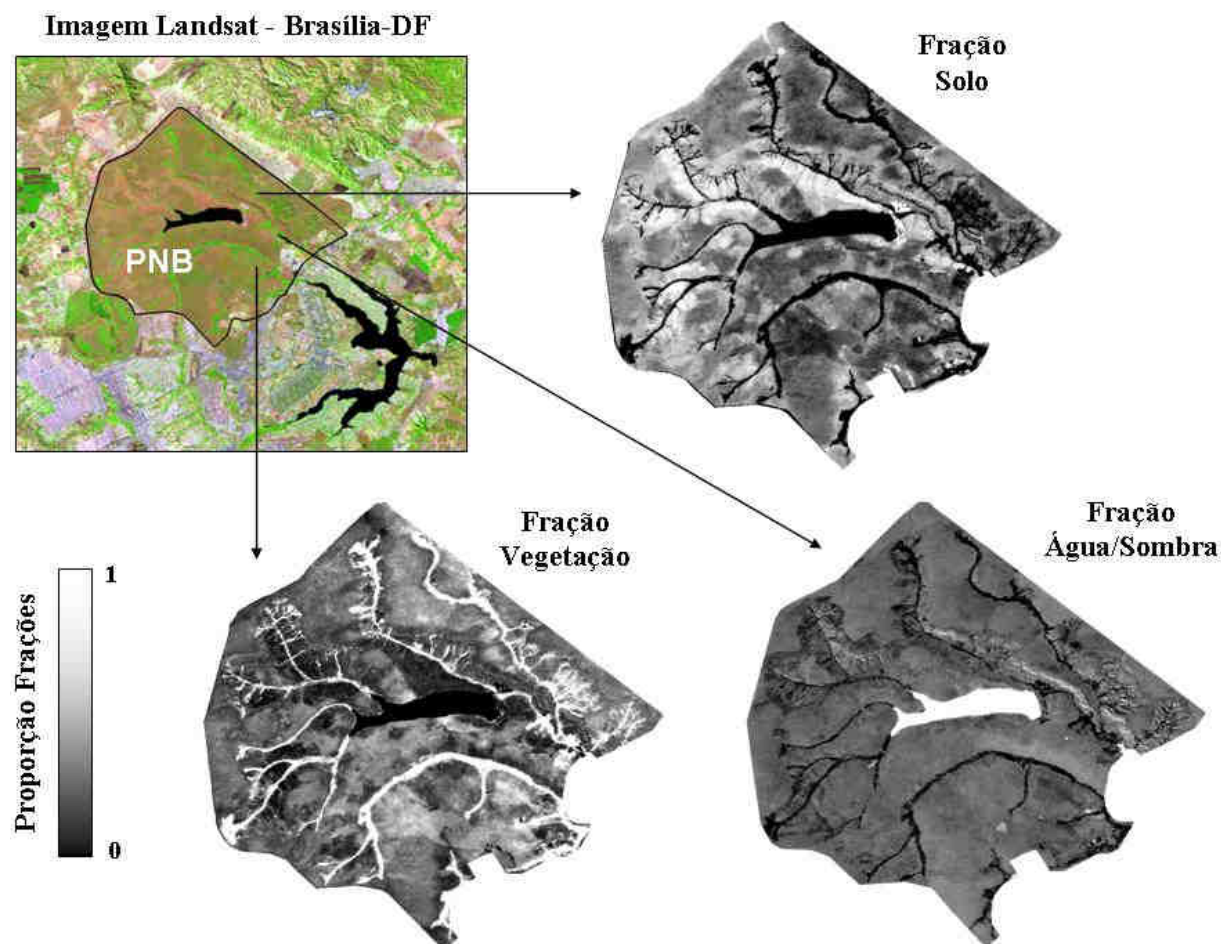 Imagem Landsat - Brasília-DF
Fração
Solo
PNB
Fração
Vegetação
Fração
Água/Sombra
Proporção Frações
1
0